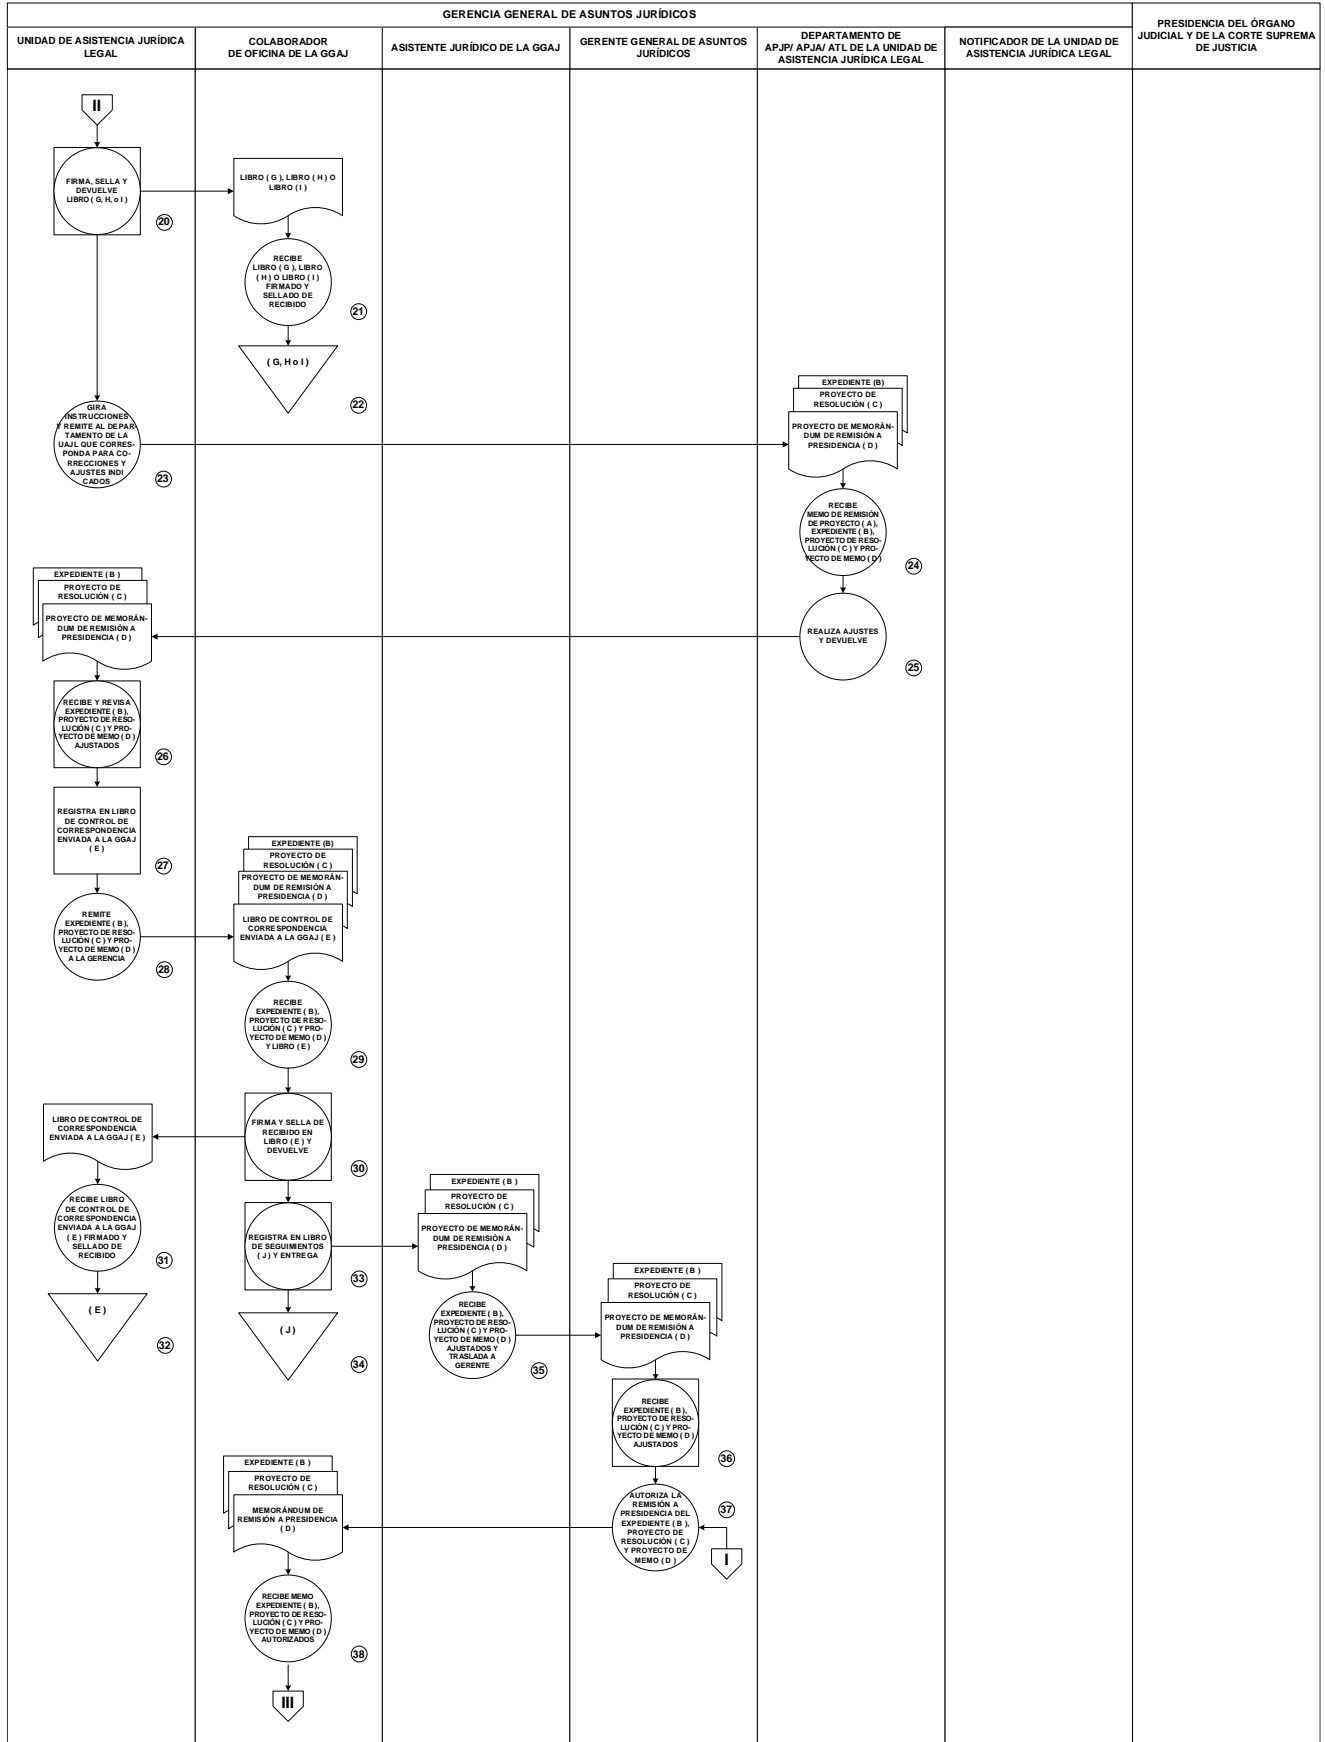 GERENCIA GENERAL DE ASUNTOS JURÍDICOS
PRESIDENCIA DEL ÓRGANO
JUDICIAL Y DE LA CORTE SUPREMA
DE JUSTICIA
UNIDAD DE ASISTENCIA JURÍDICA
LEGAL
COLABORADOR
DE OFICINA DE LA GGAJ
ASISTENTE JURÍDICO DE LA GGAJ
GERENTE GENERAL DE ASUNTOS
JURÍDICOS
DEPARTAMENTO DE
APJP/ APJA/ ATL DE LA UNIDAD DE
ASISTENCIA JURÍDICA LEGAL
NOTIFICADOR DE LA UNIDAD DE
ASISTENCIA JURÍDICA LEGAL
II
FIRMA, SELLA Y
DEVUELVE
LIBRO ( G, H, o I )
20
LIBRO ( G ), LIBRO ( H ) O
LIBRO ( I )
RECIBE
LIBRO ( G ), LIBRO
( H ) O LIBRO ( I )
FIRMADO Y
SELLADO DE
RECIBIDO
21
( G, H o I )
22
GIRA
INSTRUCCIONES
Y REMITE AL DEPAR-
TAMENTO DE LA
UAJL QUE CORRES-
PONDA PARA CO-
RRECCIONES Y
AJUSTES INDI
CADOS
23
EXPEDIENTE (B)
PROYECTO DE
RESOLUCIÓN ( C )
PROYECTO DE MEMORÁN-
DUM DE REMISIÓN A
PRESIDENCIA ( D )
RECIBE
MEMO DE REMISIÓN
DE PROYECTO ( A ),
EXPEDIENTE ( B ),
PROYECTO DE RESO-
LUCIÓN ( C ) Y PRO-
YECTO DE MEMO ( D )
24
REALIZA AJUSTES
Y DEVUELVE
25
EXPEDIENTE ( B )
PROYECTO DE
RESOLUCIÓN ( C )
PROYECTO DE MEMORÁN-
DUM DE REMISIÓN A
PRESIDENCIA ( D )
RECIBE Y REVISA
EXPEDIENTE ( B ),
PROYECTO DE RESO-
LUCIÓN ( C ) Y PRO-
YECTO DE MEMO ( D )
AJUSTADOS
26
REGISTRA EN LIBRO
DE CONTROL DE
CORRESPONDENCIA
ENVIADA A LA GGAJ
( E )
27
REMITE
EXPEDIENTE ( B ),
PROYECTO DE RESO-
LUCIÓN ( C ) Y PRO-
YECTO DE MEMO ( D )
A LA GERENCIA
28
EXPEDIENTE (B)
PROYECTO DE
RESOLUCIÓN ( C )
PROYECTO DE MEMORÁN-
DUM DE REMISIÓN A
PRESIDENCIA ( D )
LIBRO DE CONTROL DE
CORRESPONDENCIA
ENVIADA A LA GGAJ ( E )
RECIBE
EXPEDIENTE ( B ),
PROYECTO DE RESO-
LUCIÓN ( C ) Y PRO-
YECTO DE MEMO ( D )
Y LIBRO ( E )
29
FIRMA Y SELLA DE
RECIBIDO EN
LIBRO ( E ) Y
DEVUELVE
30
LIBRO DE CONTROL DE
CORRESPONDENCIA
ENVIADA A LA GGAJ ( E )
RECIBE LIBRO
DE CONTROL DE
CORRESPONDENCIA
ENVIADA A LA GGAJ
( E ) FIRMADO Y
SELLADO DE
RECIBIDO
31
( E )
32
REGISTRA EN LIBRO
DE SEGUIMIENTOS
( J ) Y ENTREGA
33
( J )
34
EXPEDIENTE ( B )
PROYECTO DE
RESOLUCIÓN ( C )
PROYECTO DE MEMORÁN-
DUM DE REMISIÓN A
PRESIDENCIA ( D )
RECIBE
EXPEDIENTE ( B ),
PROYECTO DE RESO-
LUCIÓN ( C ) Y PRO-
YECTO DE MEMO ( D )
AJUSTADOS Y
TRASLADA A
GERENTE
35
EXPEDIENTE ( B )
PROYECTO DE
RESOLUCIÓN ( C )
PROYECTO DE MEMORÁN-
DUM DE REMISIÓN A
PRESIDENCIA ( D )
RECIBE
EXPEDIENTE ( B ),
PROYECTO DE RESO-
LUCIÓN ( C ) Y PRO-
YECTO DE MEMO ( D )
AJUSTADOS
36
AUTORIZA LA
REMISIÓN A
PRESIDENCIA DEL
EXPEDIENTE ( B ),
PROYECTO DE
RESOLUCIÓN ( C )
Y PROYECTO DE
MEMO ( D )
37
I
EXPEDIENTE ( B )
PROYECTO DE
RESOLUCIÓN ( C )
MEMORÁNDUM DE
REMISIÓN A PRESIDENCIA
( D )
RECIBE MEMO
EXPEDIENTE ( B ),
PROYECTO DE RESO-
LUCIÓN ( C ) Y PRO-
YECTO DE MEMO ( D )
AUTORIZADOS
38
III